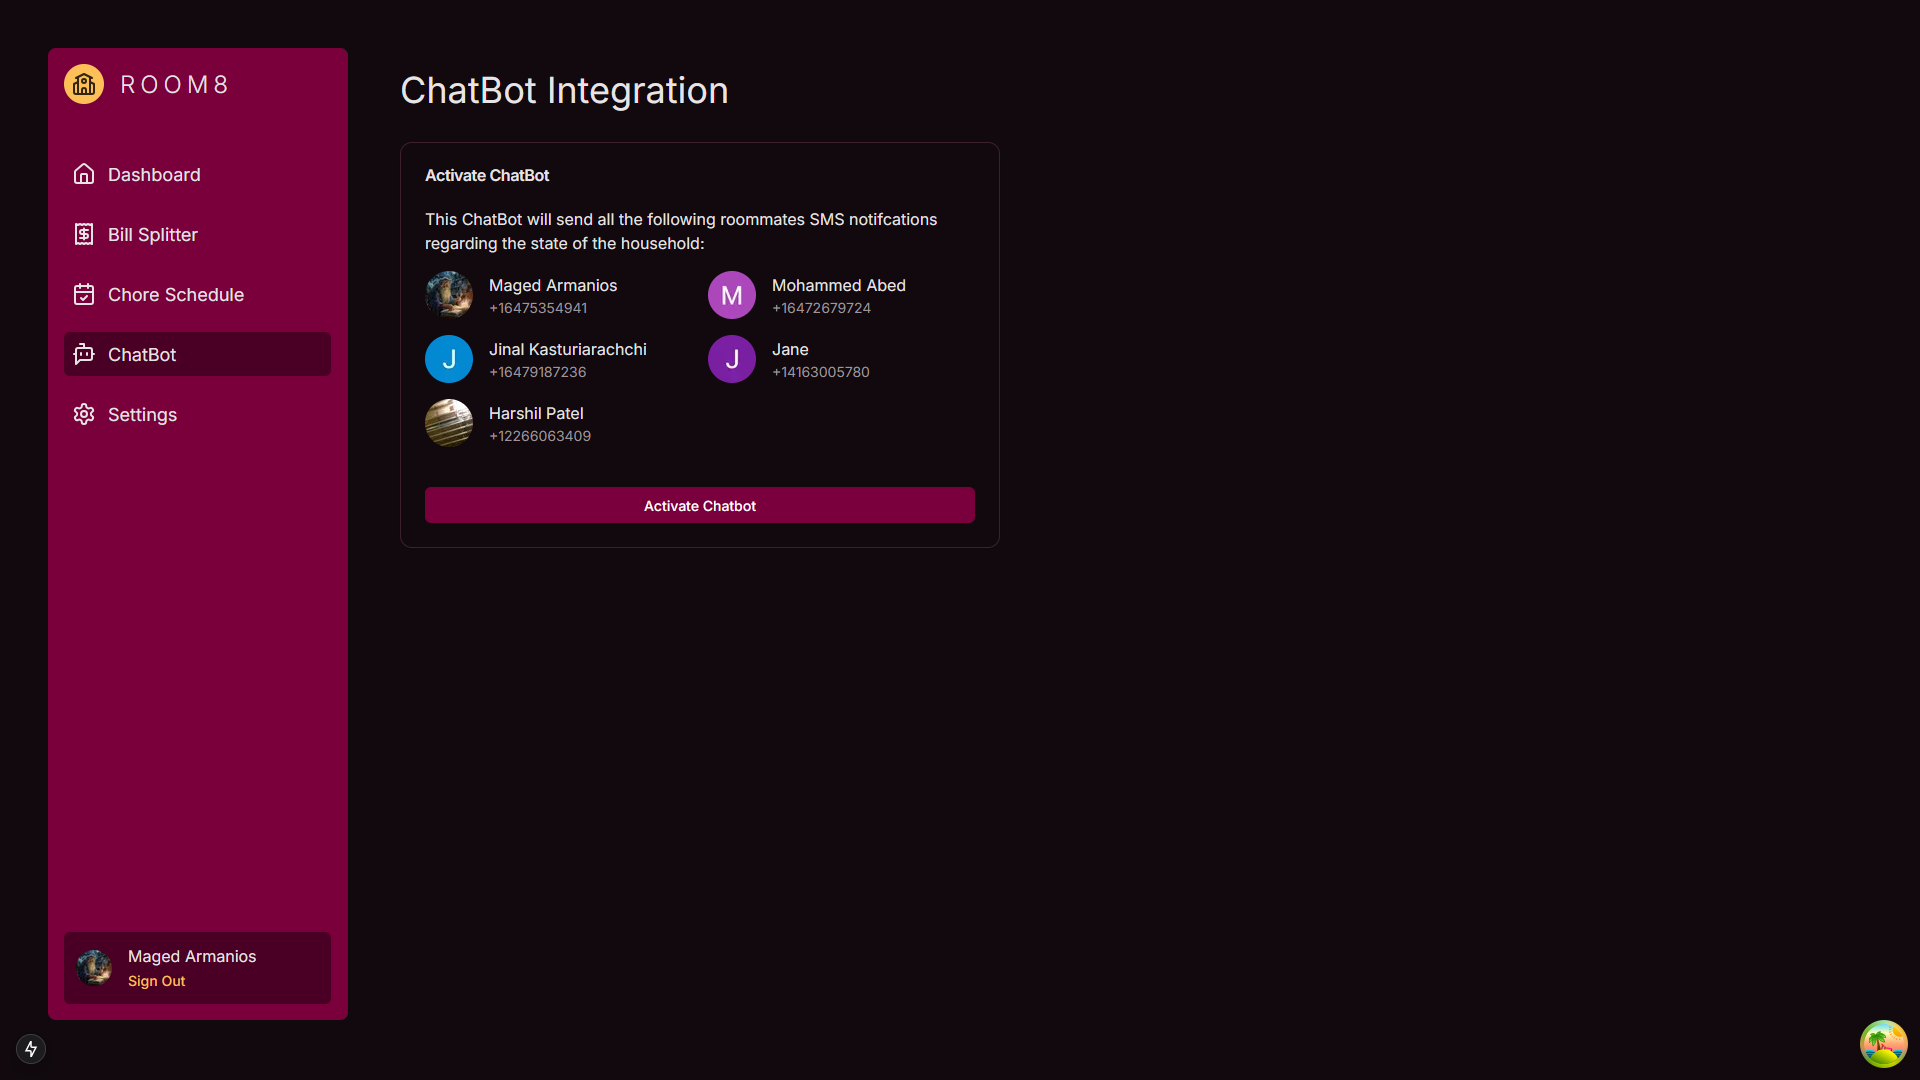 ROOM8
Dashboard
Bill Splitter
Chore Schedule
ChatBot
Settings
Maged Armanios
Sign Out
ChatBot Integration
Activate ChatBot
This ChatBot will send all the following roommates SMS notifcations
regarding the state of the household:
Maged Armanios
+16475354941
M
Mohammed Abed
+16472679724
J
Jinal Kasturiarachchi
+16479187236
J
Jane
+14163005780
Harshil Patel
+12266063409
Activate Chatbot